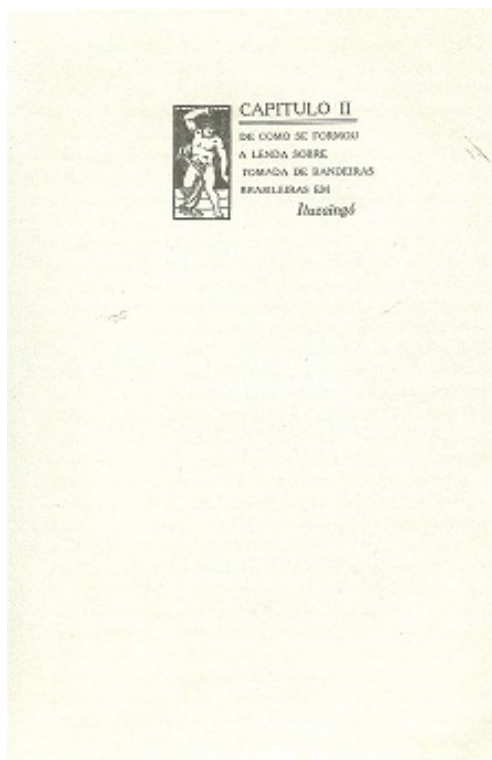 CAPITULO II
DE COMO SE FORMOU
A LENDA SOBRE
TOMADA DE BANDEIRAS
BRASILEIRAS EM
Ituzaingó